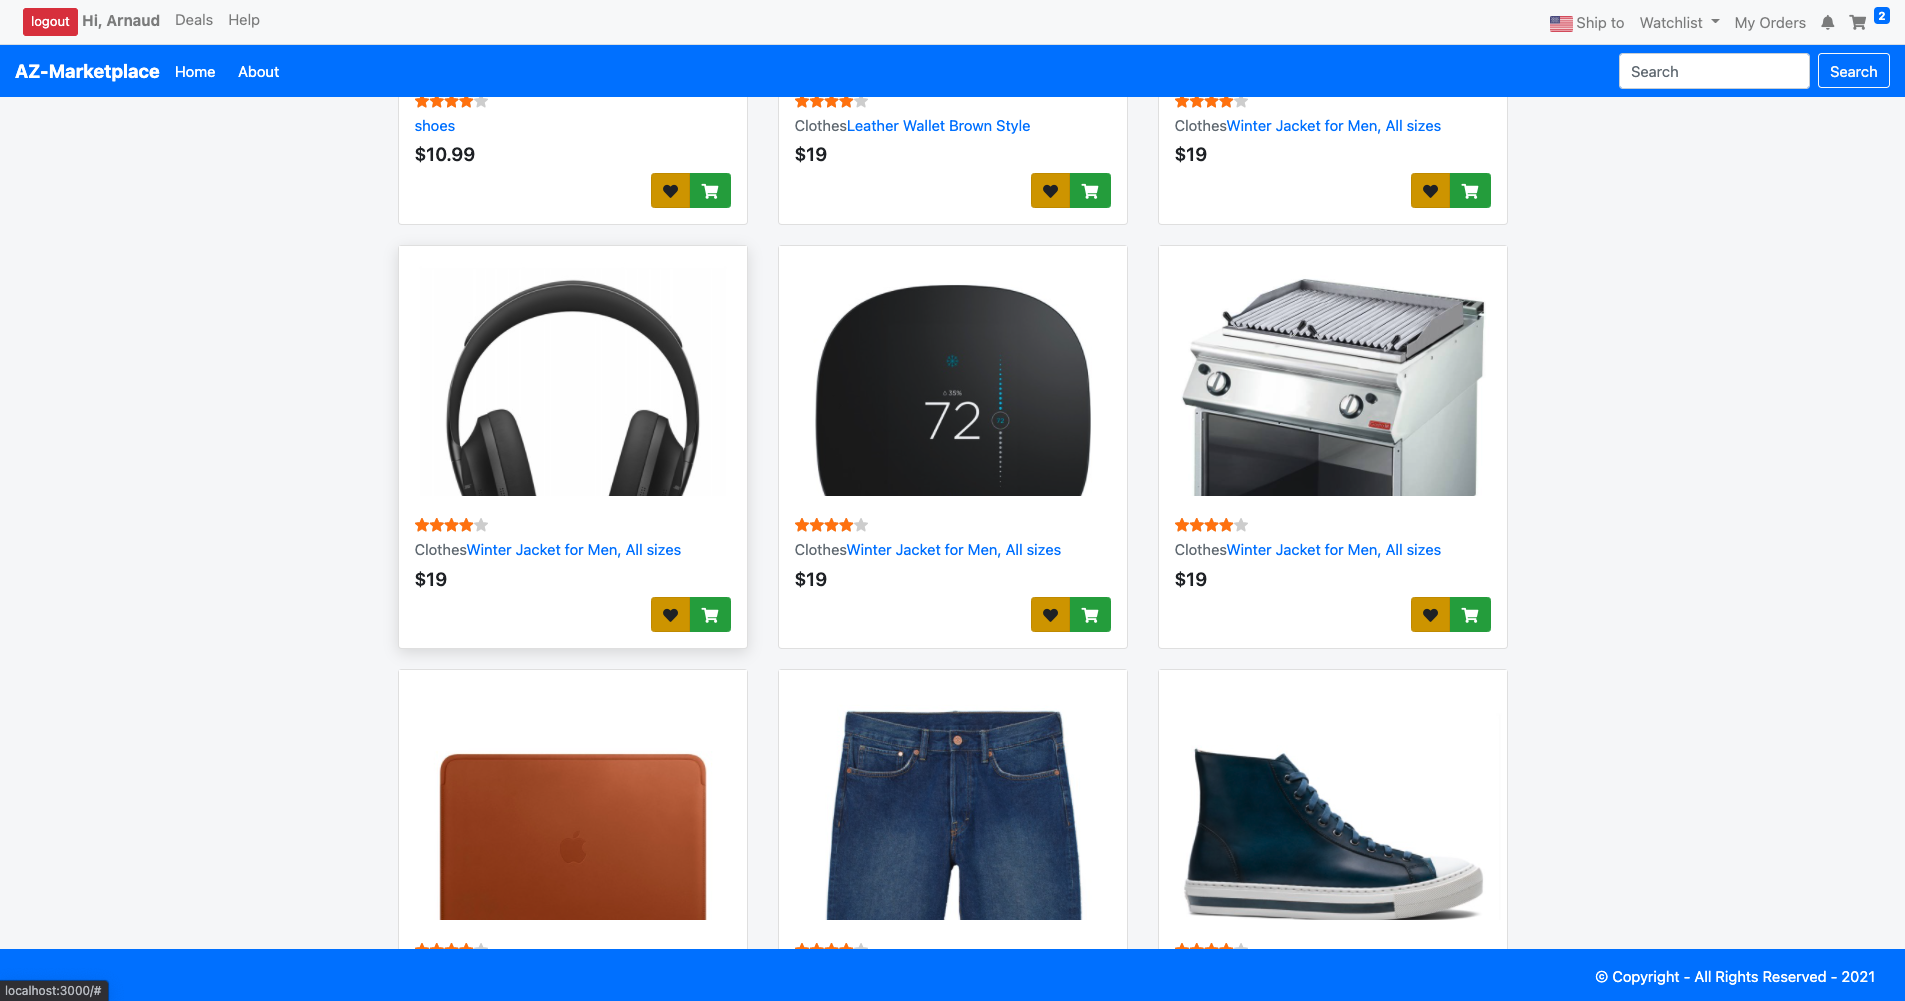 logout Hi, Arnaud Deals Help Ship to Watchlist My Orders 2
AZ-Marketplace Home About Search Search
shoes
$10.99
ClothesLeather Wallet Brown Style
$19
ClothesWinter Jacket for Men, All sizes
$19
35%
72
72
ClothesWinter Jacket for Men, All sizes
$19
ClothesWinter Jacket for Men, All sizes
$19
ClothesWinter Jacket for Men, All sizes
$19
© Copyright - All Rights Reserved - 2021
localhost:3000/#